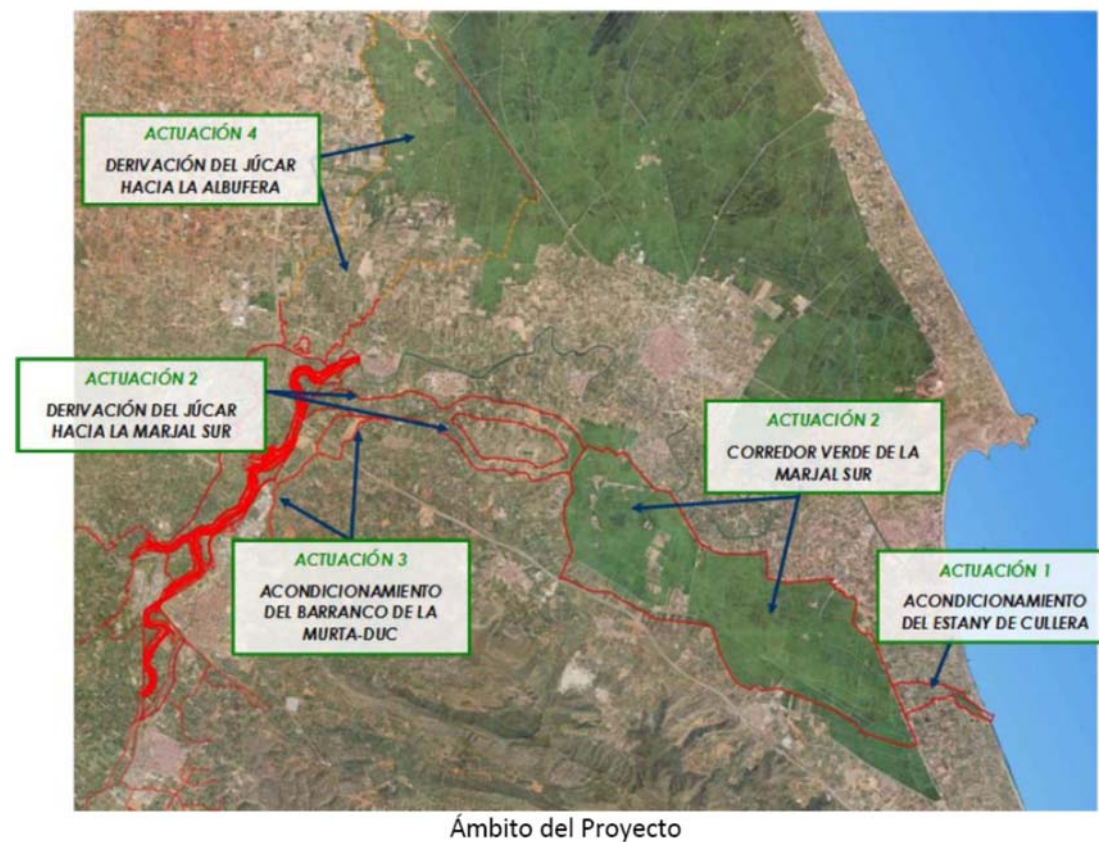 ACTUACIÓN 4
DERIVACIÓN DEL JÚCAR
HACIA LA ALBUFERA
ACTUACIÓN 2
DERIVACIÓN DEL JÚCAR
HACIA LA MARJAL SUR
ACTUACIÓN 2
CORREDOR VERDE DE LA
MARJAL SUR
ACTUACIÓN 3
ACONDICIONAMIENTO
DEL BARRANCO DE LA
MURTA-DUC
ACTUACIÓN 1
ACONDICIONAMIENTO
DEL ESTANY DE CULLERA
Ámbito del Proyecto